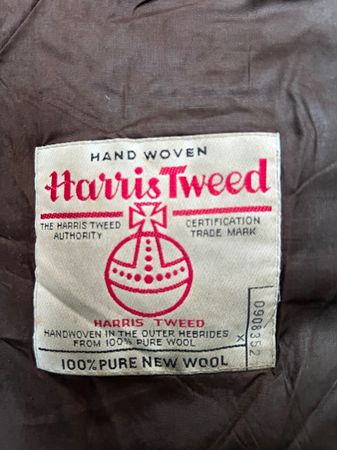 HAND WOVEN
Harris Tweed
THE HARRIS TWEED
AUTHORITY
CERTIFICATION
TRADE MARK
HARRIS TWEED
HANDWOVEN IN THE OUTER HEBRIDES
FROM 100% PURE WOOL
X
0908352
100% PURE NEW WOOL